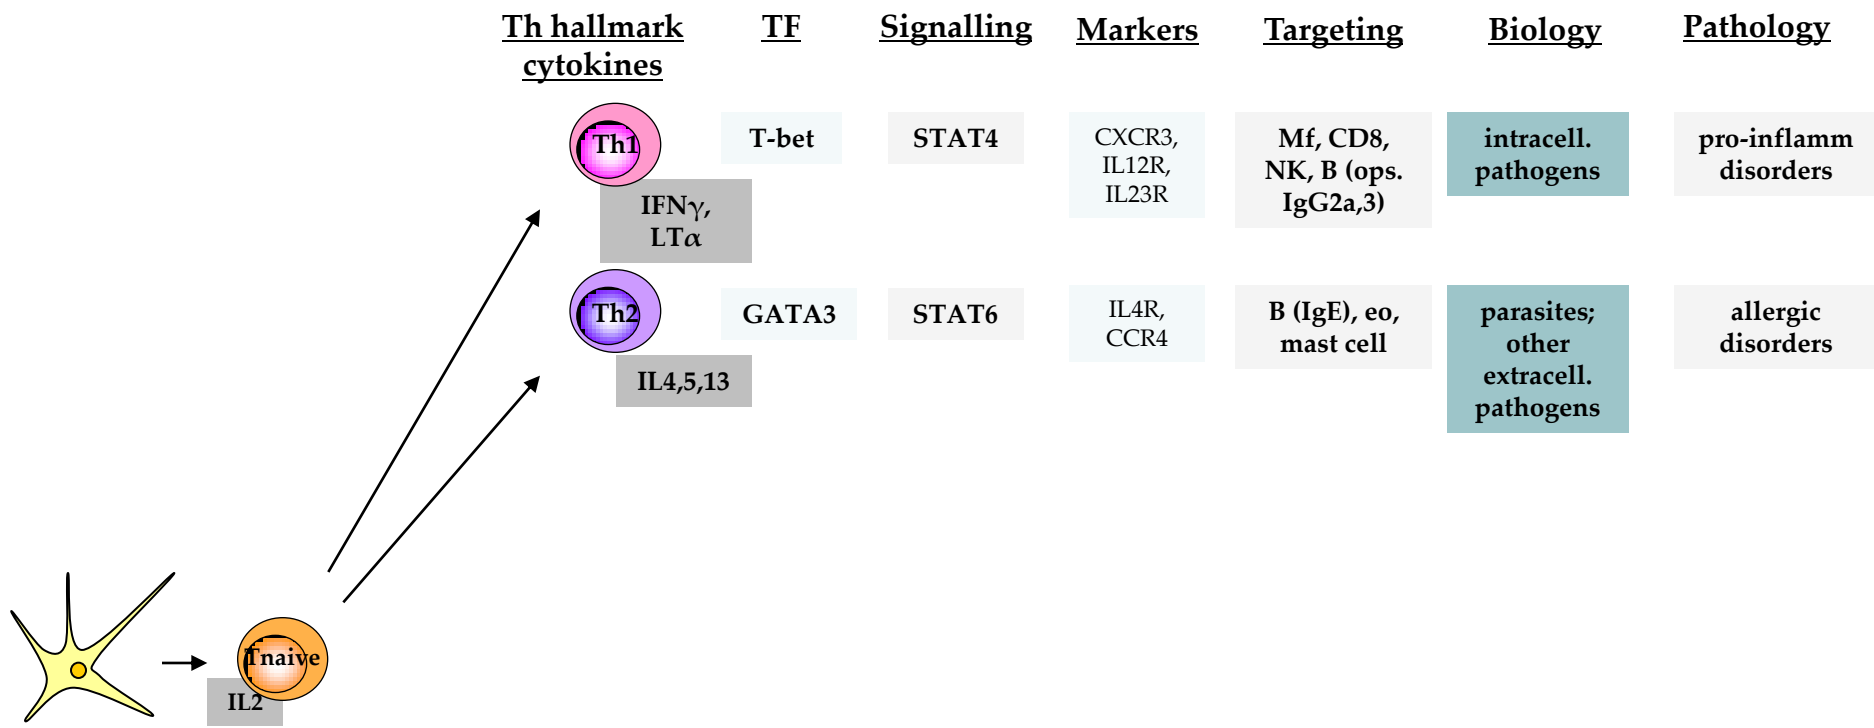 Th hallmark
cytokines
TF
Signalling
Markers
Targeting
Biology
Pathology
Th1
IFNγ,
LTα
T-bet
STAT4
CXCR3,
IL12R,
IL23R
Mf, CD8,
NK, B (ops.
IgG2a,3)
intracell.
pathogens
pro-inflamm
disorders
Th2
IL4,5,13
GATA3
STAT6
IL4R,
CCR4
B (IgE), eo,
mast cell
parasites;
other
extracell.
pathogens
allergic
disorders
Tnaive
IL2